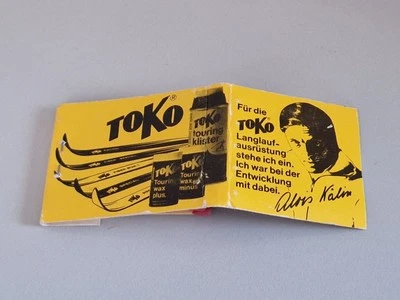 TOKO®
touring
klister
TOKO
Touring
wax
plus.
TOKO
Touring
wax
minus.
Für die
TOKO®
Langlauf-
ausrüstung
stehe ich ein.
Ich war bei der
Entwicklung
mit dabei.
Alois Kälin